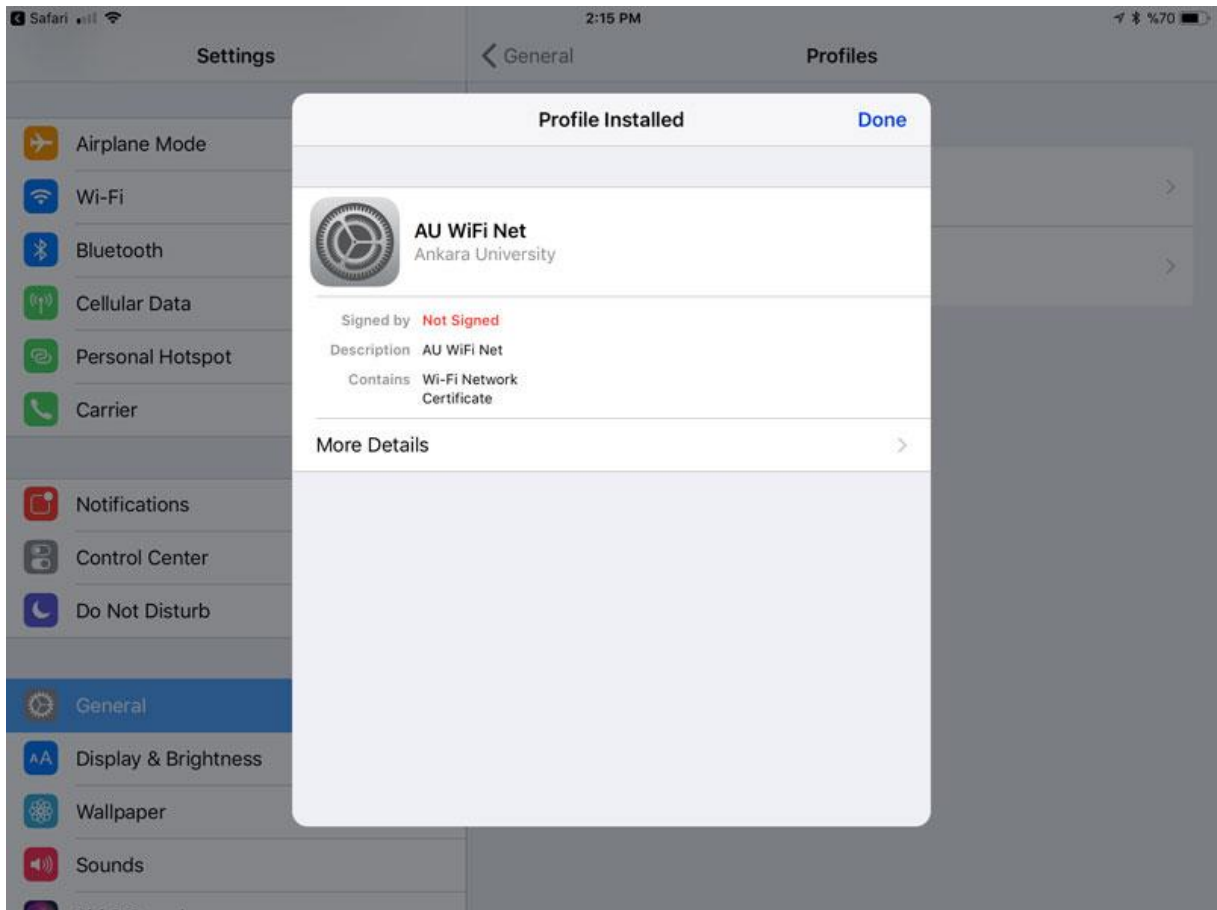 Safari 2:15 PM %70
Settings
General Profiles
Airplane Mode
Wi-Fi
Bluetooth
Cellular Data
Personal Hotspot
Carrier
Notifications
Control Center
Do Not Disturb
General
Display & Brightness
Wallpaper
Sounds
Profile Installed Done
AU WiFi Net
Ankara University
Signed by Not Signed
Description AU WiFi Net
Contains Wi-Fi Network
Certificate
More Details